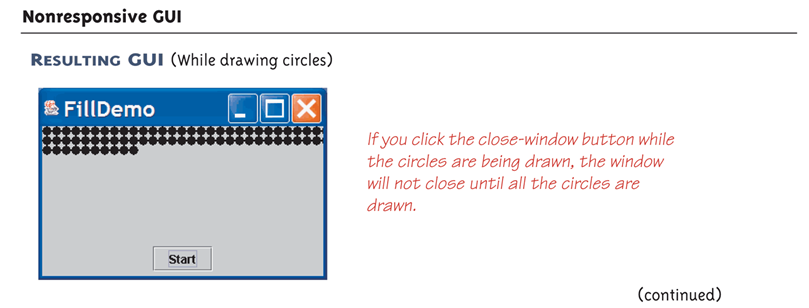 Nonresponsive GUI
RESULTING GUI (While drawing circles)
FillDemo
If you click the close-window button while
the circles are being drawn, the window
will not close until all the circles are
drawn.
Start
(continued)